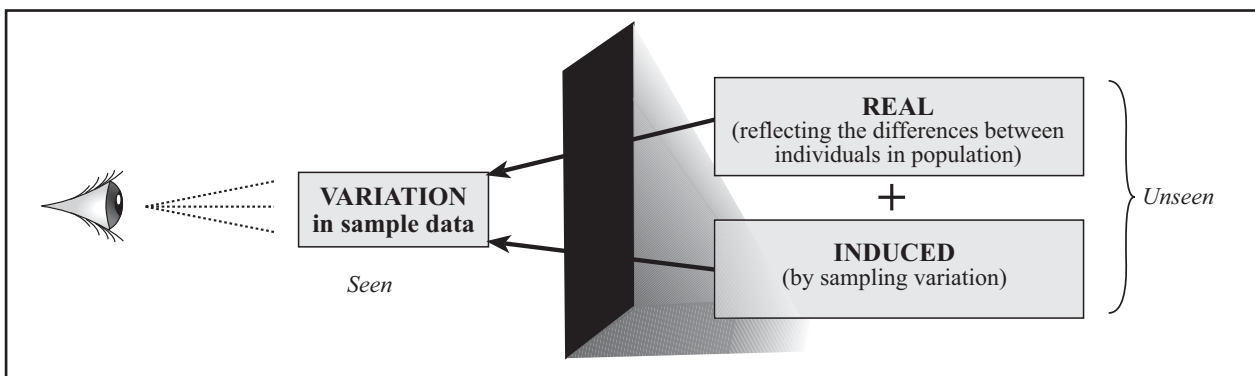 VARIATION
in sample data
Seen
REAL
(reflecting the differences between
individuals in population)
+
INDUCED
(by sampling variation)
Unseen